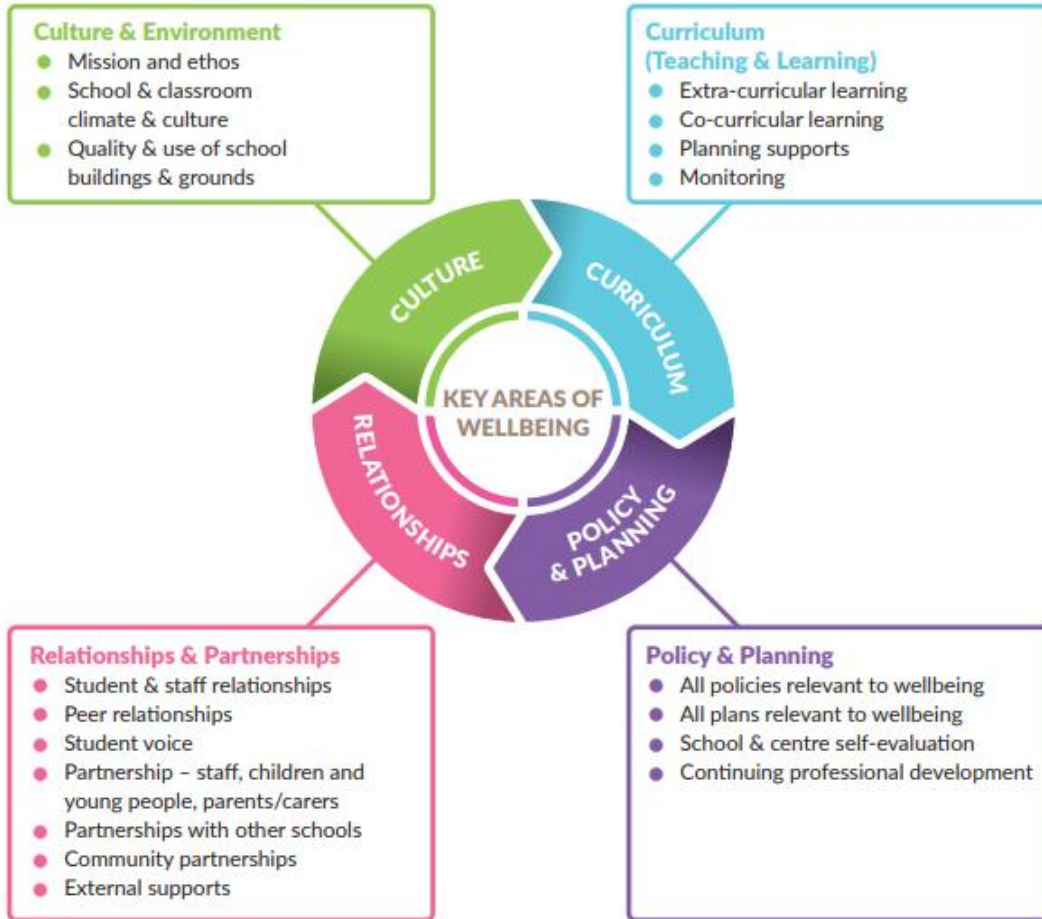 Culture & Environment
● Mission and ethos
● School & classroom
climate & culture
● Quality & use of school
buildings & grounds
Curriculum
(Teaching & Learning)
● Extra-curricular learning
● Co-curricular learning
● Planning supports
● Monitoring
CULTURE
CURRICULUM
KEY AREAS OF
WELLBEING
RELATIONSHIPS
POLICY
& PLANNING
Relationships & Partnerships
● Student & staff relationships
● Peer relationships
● Student voice
● Partnership – staff, children and
young people, parents/carers
● Partnerships with other schools
● Community partnerships
● External supports
Policy & Planning
● All policies relevant to wellbeing
● All plans relevant to wellbeing
● School & centre self-evaluation
● Continuing professional development